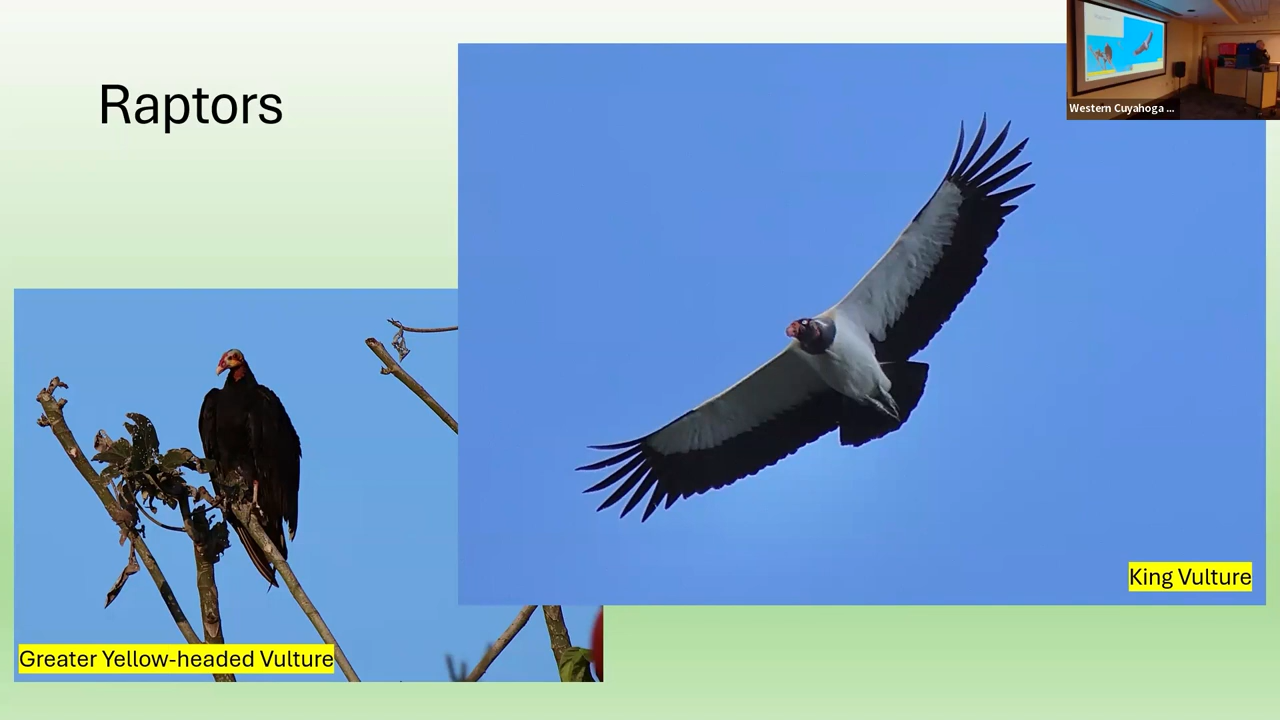 Raptors
Western Cuyahoga ...
King Vulture
Greater Yellow-headed Vulture